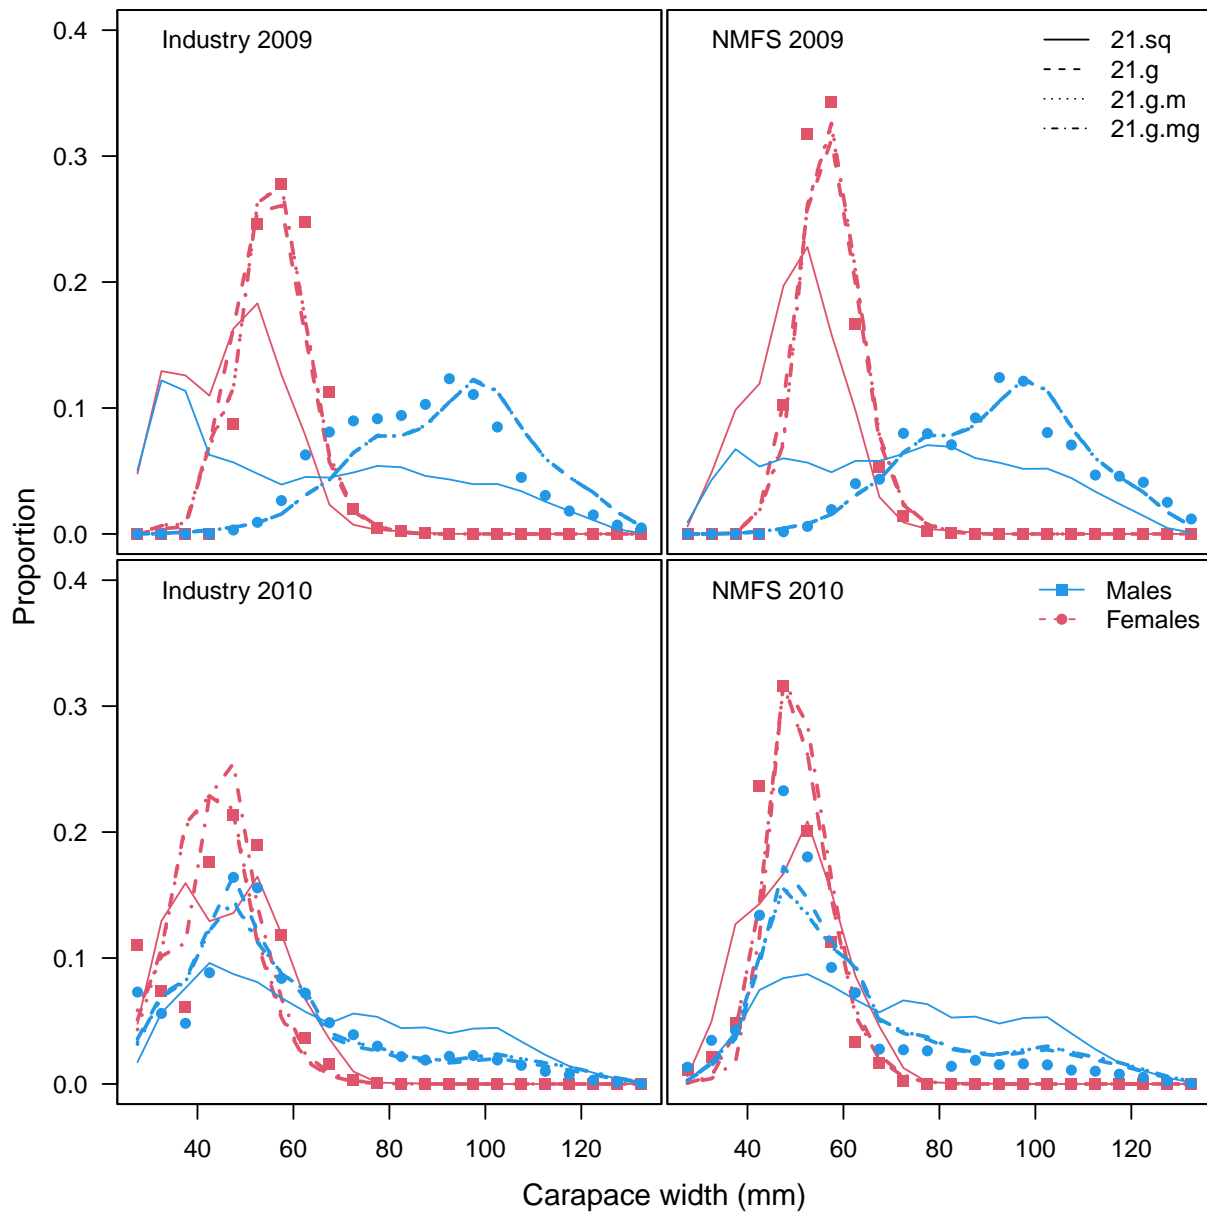 Industry 2009
NMFS 2009
21.sq
21.g
21.g.m
21.g.mg
0.4
0.3
0.2
0.1
0.0
Industry 2010
NMFS 2010
Males
Females
0.4
0.3
0.2
0.1
0.0
Proportion
40 60 80 100 120
40 60 80 100 120
Carapace width (mm)